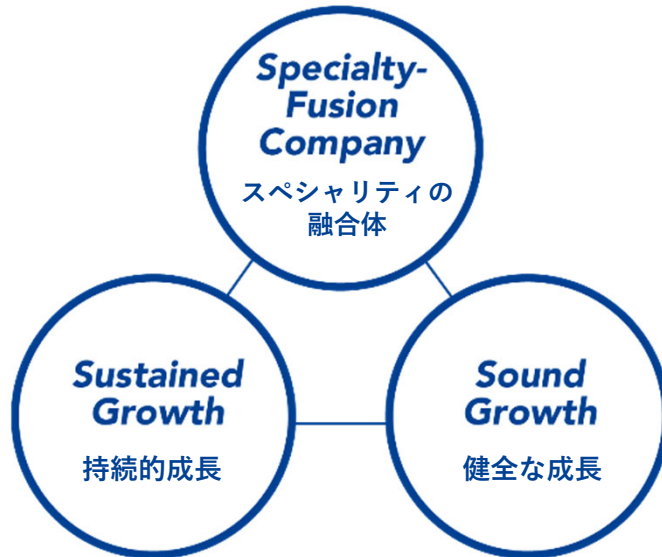 Specialty-
Fusion
Company
スペシャリティの
融合体
Sustained
Growth
持続的成長
Sound
Growth
健全な成長